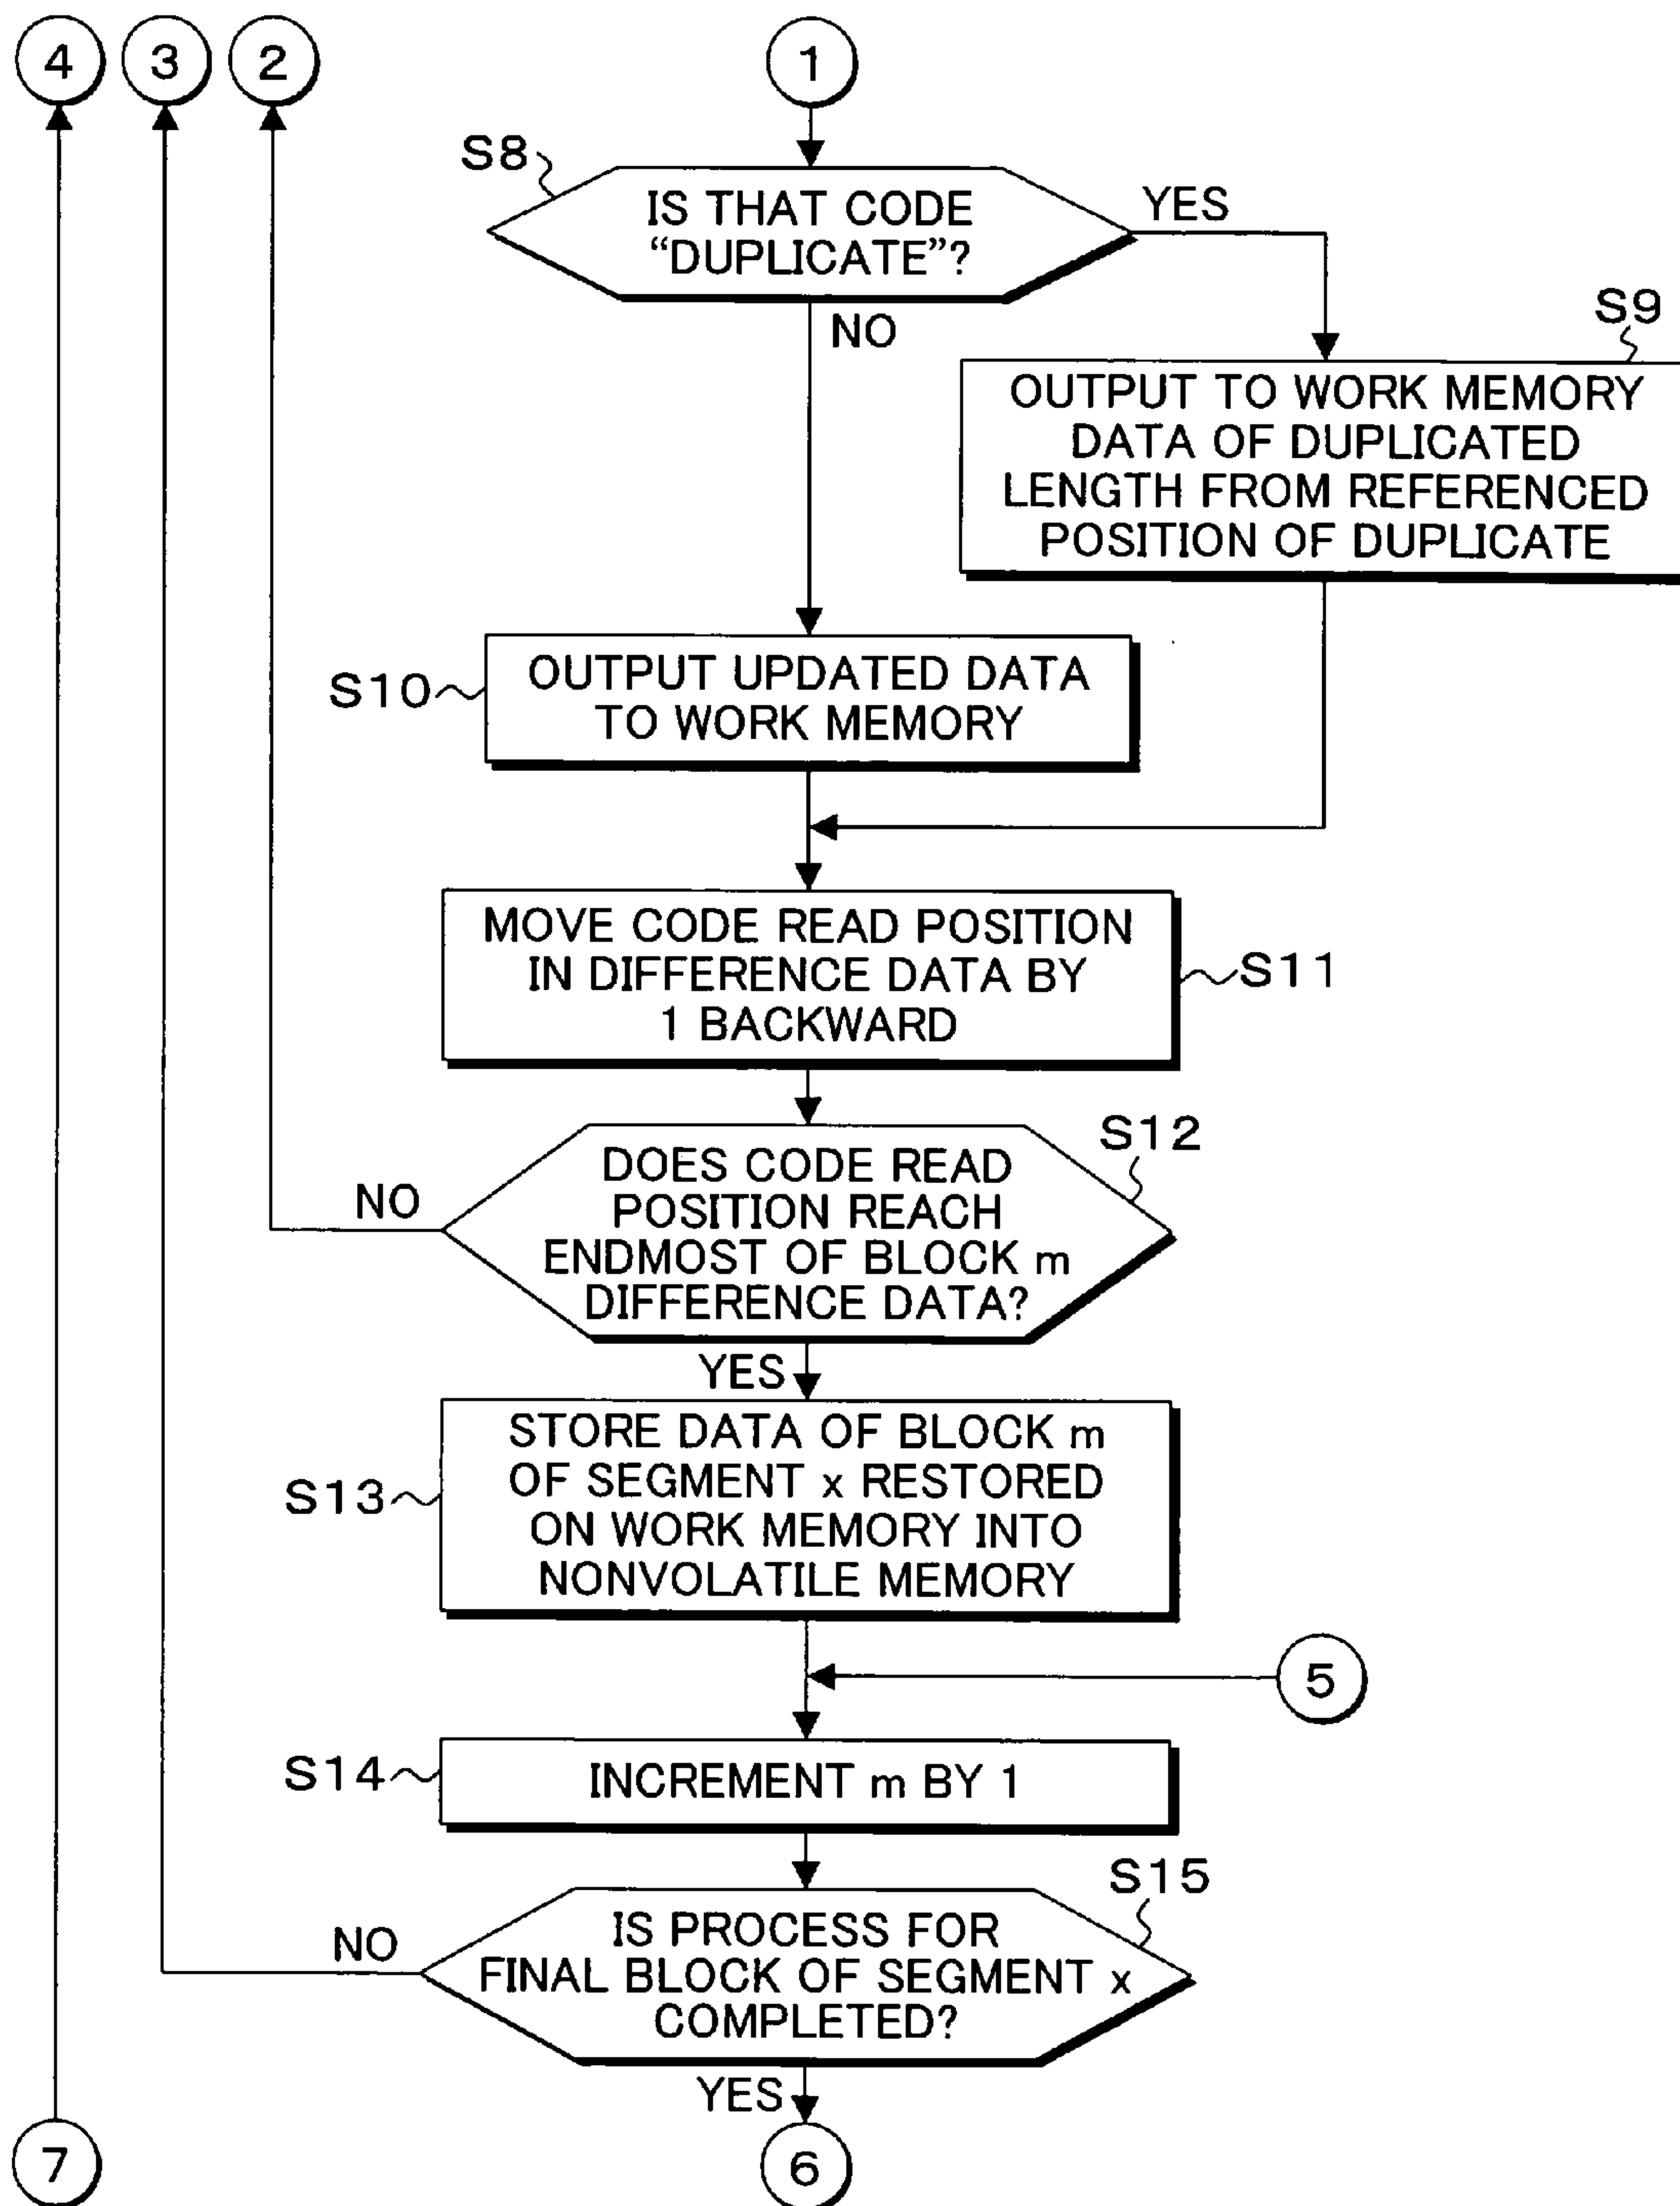 4 3 2 1
S8
IS THAT CODE
“DUPLICATE”?
YES
NO
S9
OUTPUT TO WORK MEMORY
DATA OF DUPLICATED
LENGTH FROM REFERENCED
POSITION OF DUPLICATE
S10
OUTPUT UPDATED DATA
TO WORK MEMORY
MOVE CODE READ POSITION
IN DIFFERENCE DATA BY
1 BACKWARD
S11
S12
DOES CODE READ
POSITION REACH
ENDMOST OF BLOCK m
DIFFERENCE DATA?
NO
YES
S13
STORE DATA OF BLOCK m
OF SEGMENT x RESTORED
ON WORK MEMORY INTO
NONVOLATILE MEMORY
5
S14
INCREMENT m BY 1
S15
IS PROCESS FOR
FINAL BLOCK OF SEGMENT x
COMPLETED?
NO
YES
7 6